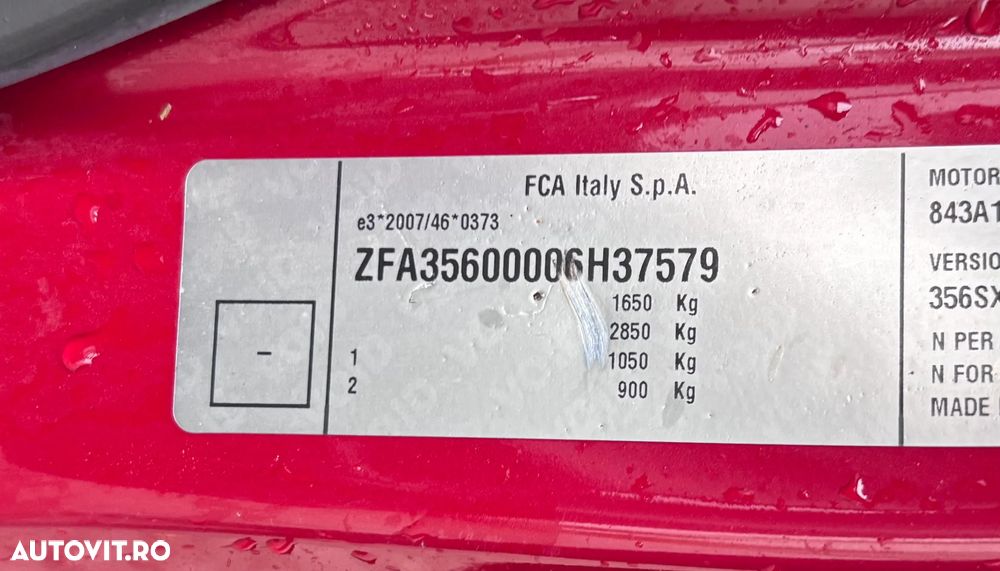 FCA Italy S.p.A.
e3*2007/46*0373
ZFA35600006H37579
1650 Kg
2850 Kg
1 1050 Kg
2 900 Kg
-
MOTOR
843A1
VERSIO
356SX
N PER
N FOR
MADE
AUTOVIT.RO